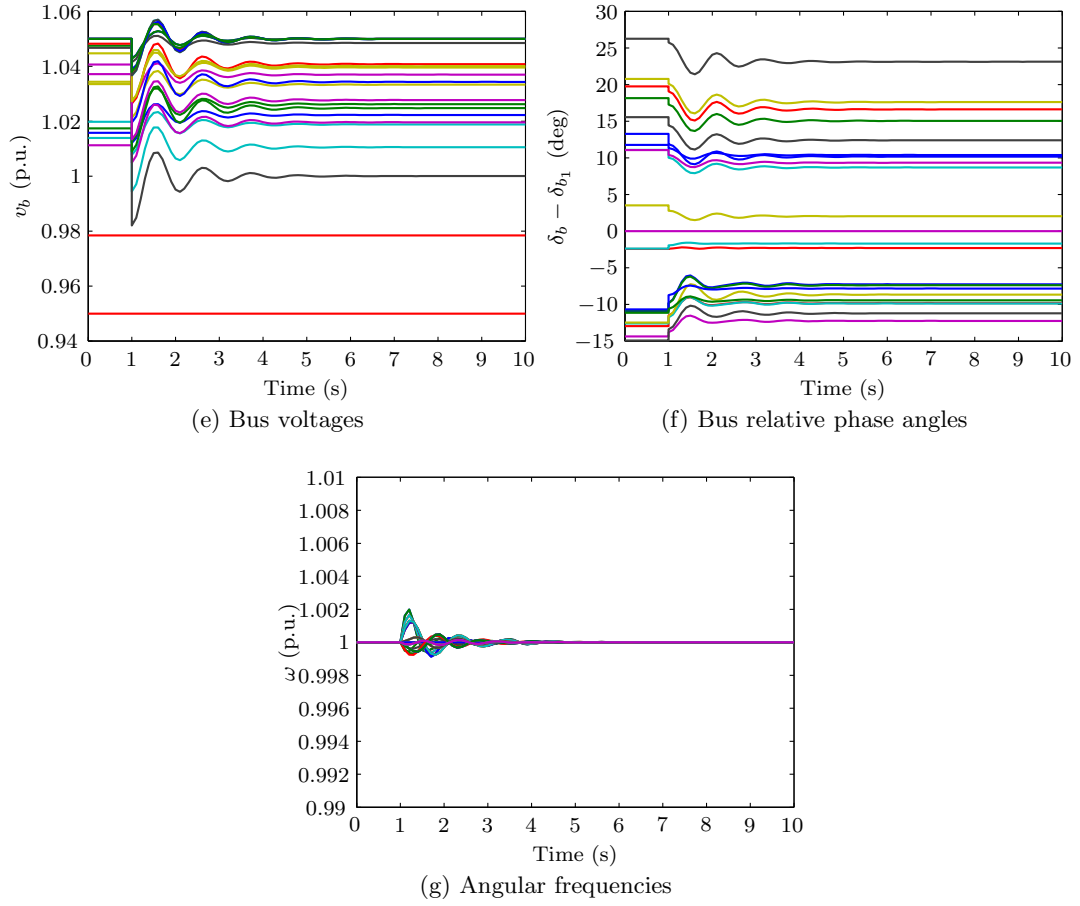 1.06
1.04
1.02
1
0.98
0.96
0.94
v_b (p.u.)
0 1 2 3 4 5 6 7 8 9 10
Time (s)
(e) Bus voltages
30
25
20
15
10
5
0
−5
−10
−15
δ_b − δ_{b_1} (deg)
0 1 2 3 4 5 6 7 8 9 10
Time (s)
(f) Bus relative phase angles
1.01
1.008
1.006
1.004
1.002
1
0.998
0.996
0.994
0.992
0.99
ω (p.u.)
0 1 2 3 4 5 6 7 8 9 10
Time (s)
(g) Angular frequencies